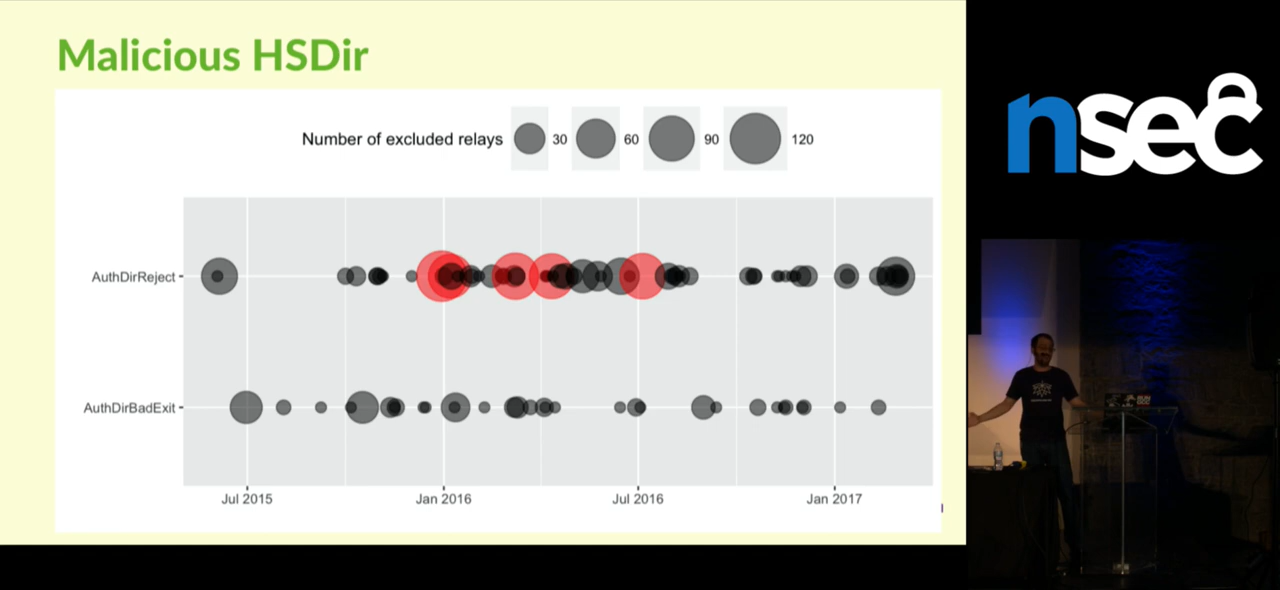 Malicious HSDir
Number of excluded relays 30 60 90 120
AuthDirReject
AuthDirBadExit
Jul 2015 Jan 2016 Jul 2016 Jan 2017
nsec